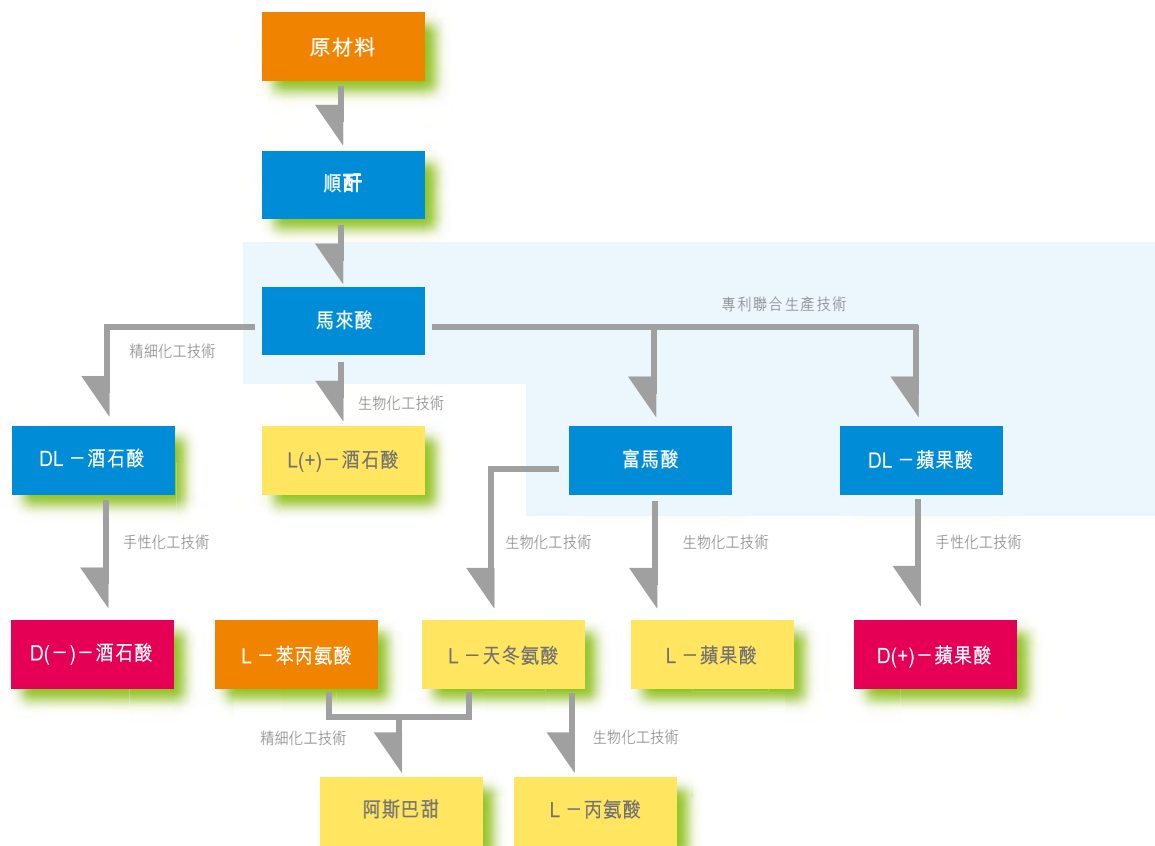 原材料
順酐
馬來酸
專利聯合生產技術
精細化工技術
生物化工技術
DL－酒石酸
L(+)－酒石酸
富馬酸
DL－蘋果酸
手性化工技術
生物化工技術
生物化工技術
手性化工技術
D(－)－酒石酸
L－苯丙氨酸
L－天冬氨酸
L－蘋果酸
D(+)－蘋果酸
精細化工技術
生物化工技術
阿斯巴甜
L－丙氨酸